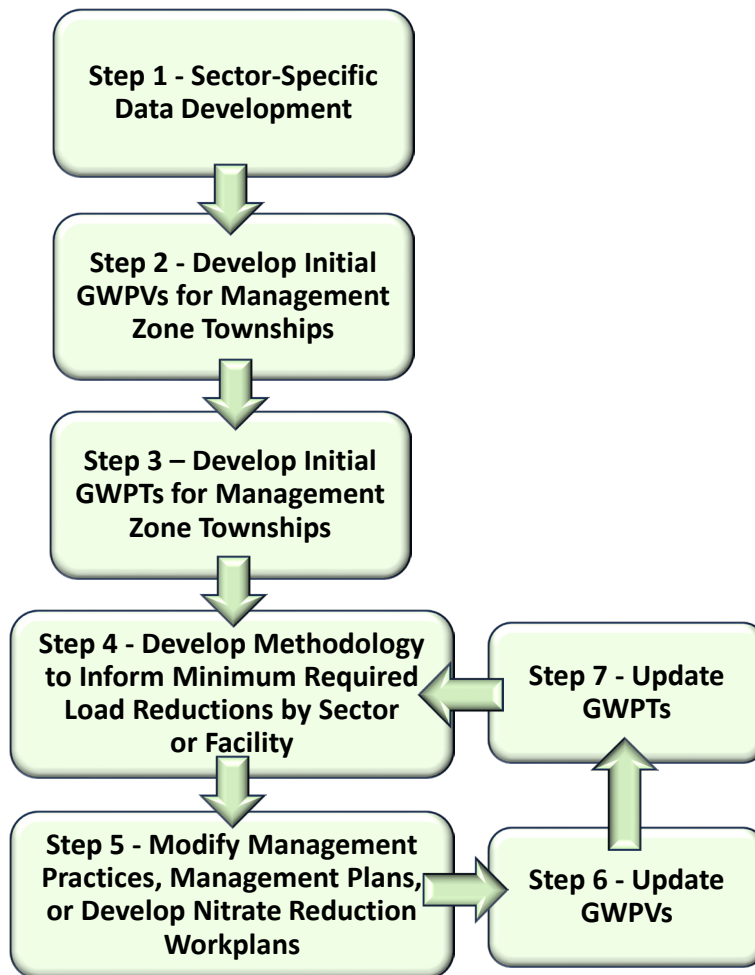 Step 1 - Sector-Specific
Data Development
Step 2 - Develop Initial
GWPVs for Management
Zone Townships
Step 3 – Develop Initial
GWPTs for Management
Zone Townships
Step 4 - Develop Methodology
to Inform Minimum Required
Load Reductions by Sector
or Facility
Step 5 - Modify Management
Practices, Management Plans,
or Develop Nitrate Reduction
Workplans
Step 6 - Update
GWPVs
Step 7 - Update
GWPTs